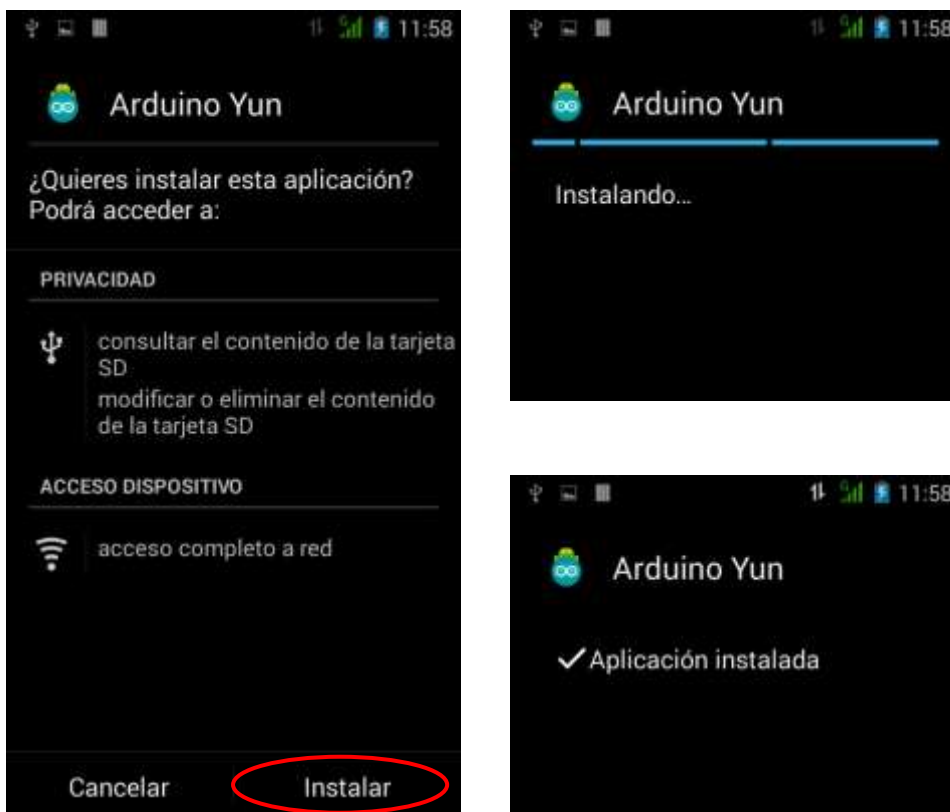 11:58
Arduino Yun
¿Quieres instalar esta aplicación?
Podrá acceder a:
PRIVACIDAD
consultar el contenido de la tarjeta
SD
modificar o eliminar el contenido
de la tarjeta SD
ACCESO DISPOSITIVO
acceso completo a red
Cancelar
Instalar
11:58
Arduino Yun
Instalando...
11:58
Arduino Yun
Aplicación instalada